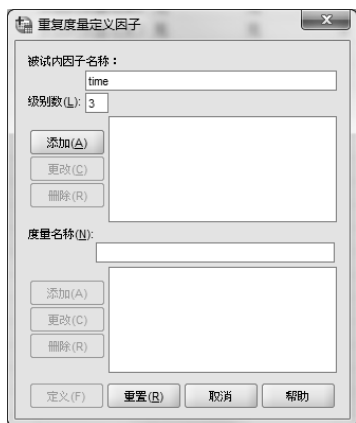 重复度量定义因子
被试内因子名称：
time
级别数(L): 3
添加(A)
更改(C)
删除(R)
度量名称(N):
添加(A)
更改(C)
删除(R)
定义(F) 重置(R) 取消 帮助